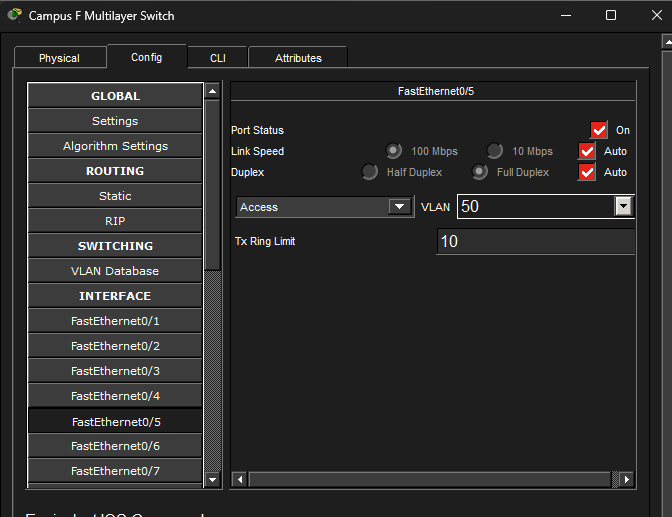 Campus F Multilayer Switch
Physical
Config
CLI
Attributes
GLOBAL
Settings
Algorithm Settings
ROUTING
Static
RIP
SWITCHING
VLAN Database
INTERFACE
FastEthernet0/1
FastEthernet0/2
FastEthernet0/3
FastEthernet0/4
FastEthernet0/5
FastEthernet0/6
FastEthernet0/7
FastEthernet0/5
Port Status On
Link Speed 100 Mbps 10 Mbps Auto
Duplex Half Duplex Full Duplex Auto
Access VLAN 50
Tx Ring Limit 10